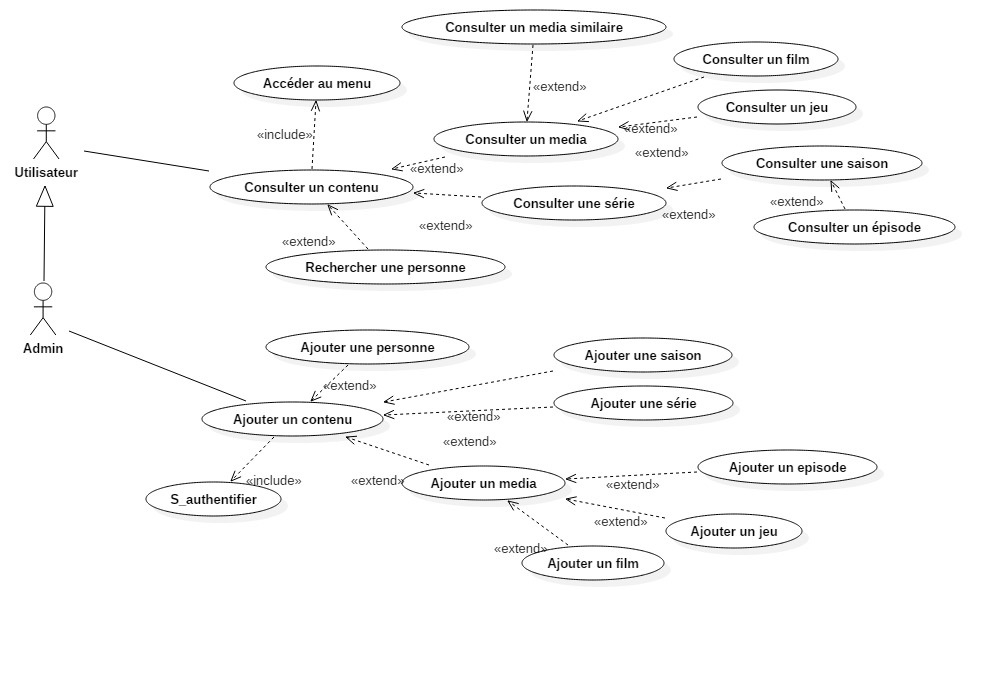 Consulter un media similaire
Consulter un film
Accéder au menu
«extend»
Consulter un jeu
«include»
«extend»
Consulter un media
«extend»
Consulter une saison
«extend»
Utilisateur
Consulter un contenu
Consulter une série
«extend»
«extend»
«extend»
Consulter un épisode
«extend»
Rechercher une personne
Admin
Ajouter une personne
Ajouter une saison
«extend»
Ajouter une série
«extend»
Ajouter un contenu
«extend»
Ajouter un episode
«include»
«extend»
Ajouter un media
«extend»
S_authentifier
«extend»
Ajouter un jeu
«extend»
Ajouter un film